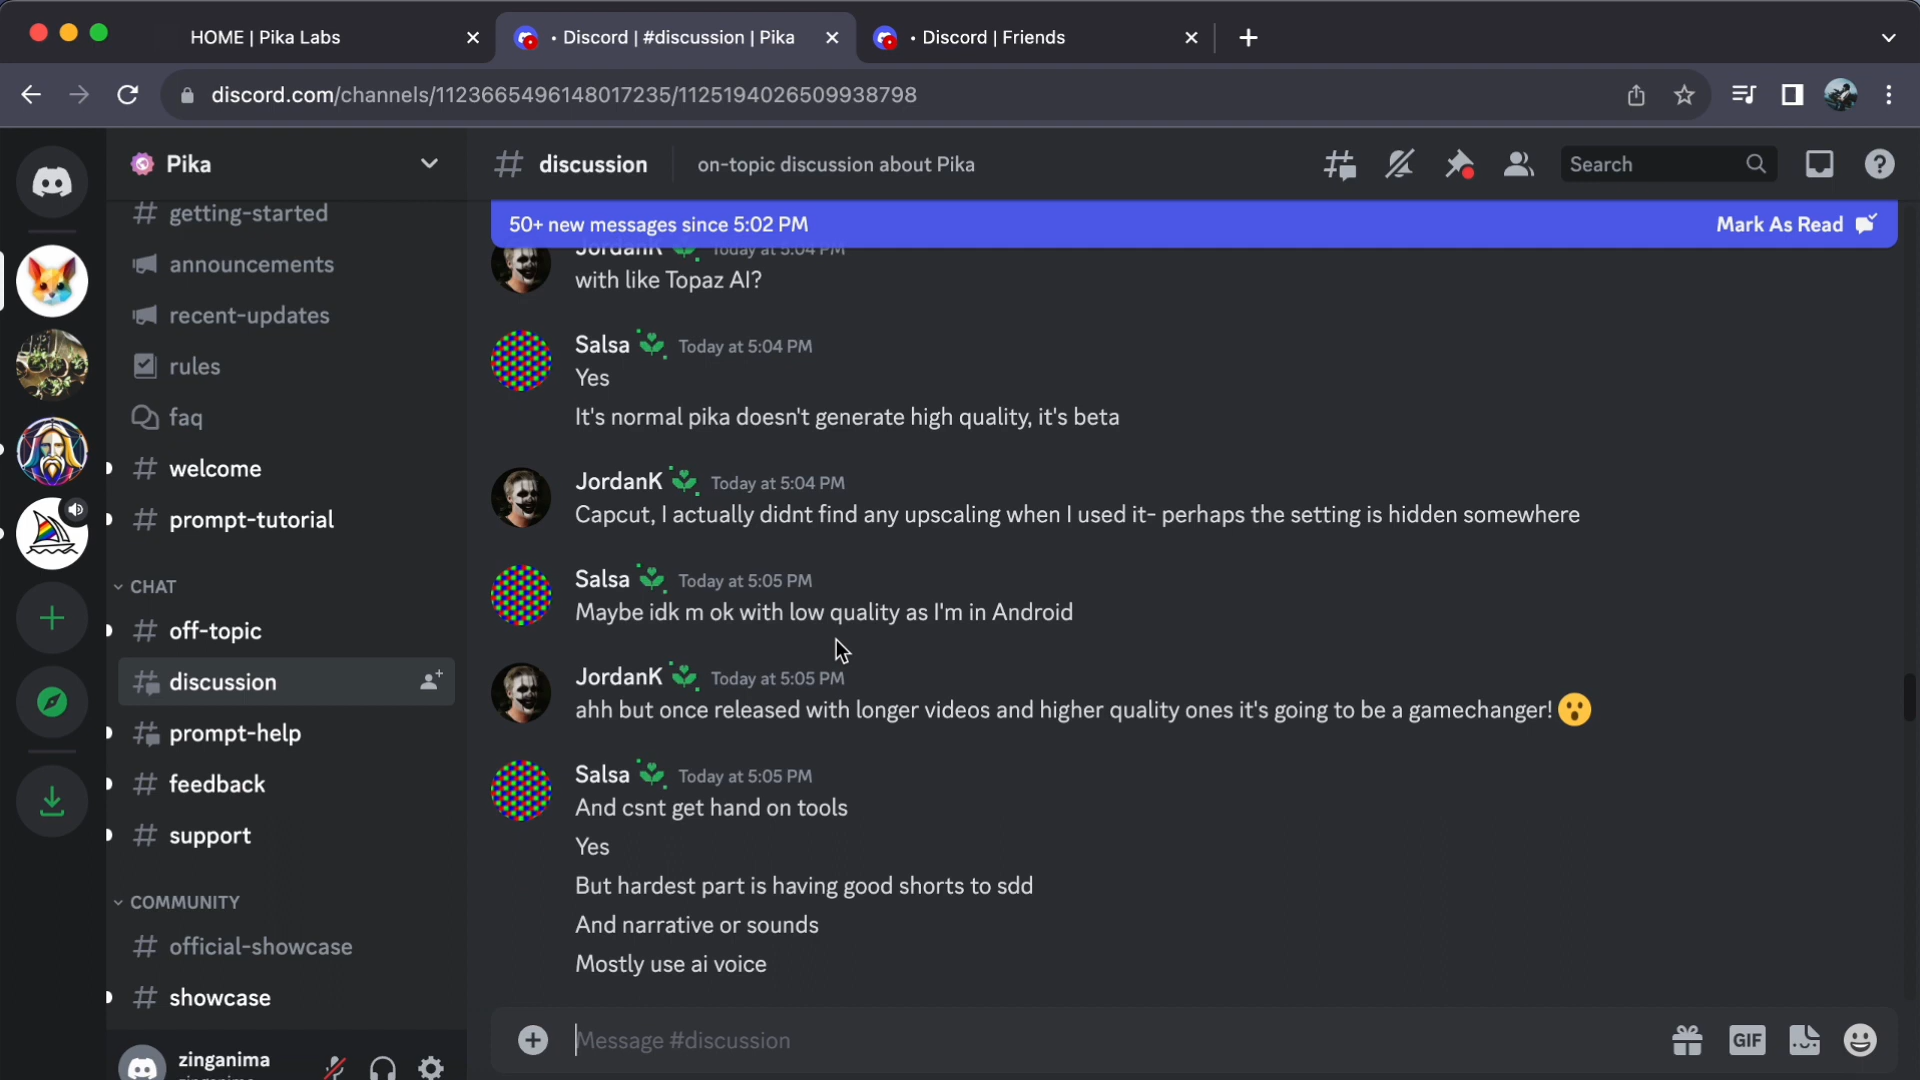 HOME | Pika Labs
• Discord | #discussion | Pika
• Discord | Friends
discord.com/channels/1123665496148017235/1125194026509938798
Pika
discussion
on-topic discussion about Pika
Search
getting-started
announcements
recent-updates
rules
faq
welcome
prompt-tutorial
CHAT
off-topic
discussion
prompt-help
feedback
support
COMMUNITY
official-showcase
showcase
zinganima
50+ new messages since 5:02 PM
Mark As Read
JordanK Today at 5:04 PM
with like Topaz AI?
Salsa Today at 5:04 PM
Yes
It's normal pika doesn't generate high quality, it's beta
JordanK Today at 5:04 PM
Capcut, I actually didnt find any upscaling when I used it- perhaps the setting is hidden somewhere
Salsa Today at 5:05 PM
Maybe idk m ok with low quality as I'm in Android
JordanK Today at 5:05 PM
ahh but once released with longer videos and higher quality ones it's going to be a gamechanger! 😮
Salsa Today at 5:05 PM
And csnt get hand on tools
Yes
But hardest part is having good shorts to sdd
And narrative or sounds
Mostly use ai voice
Message #discussion
GIF